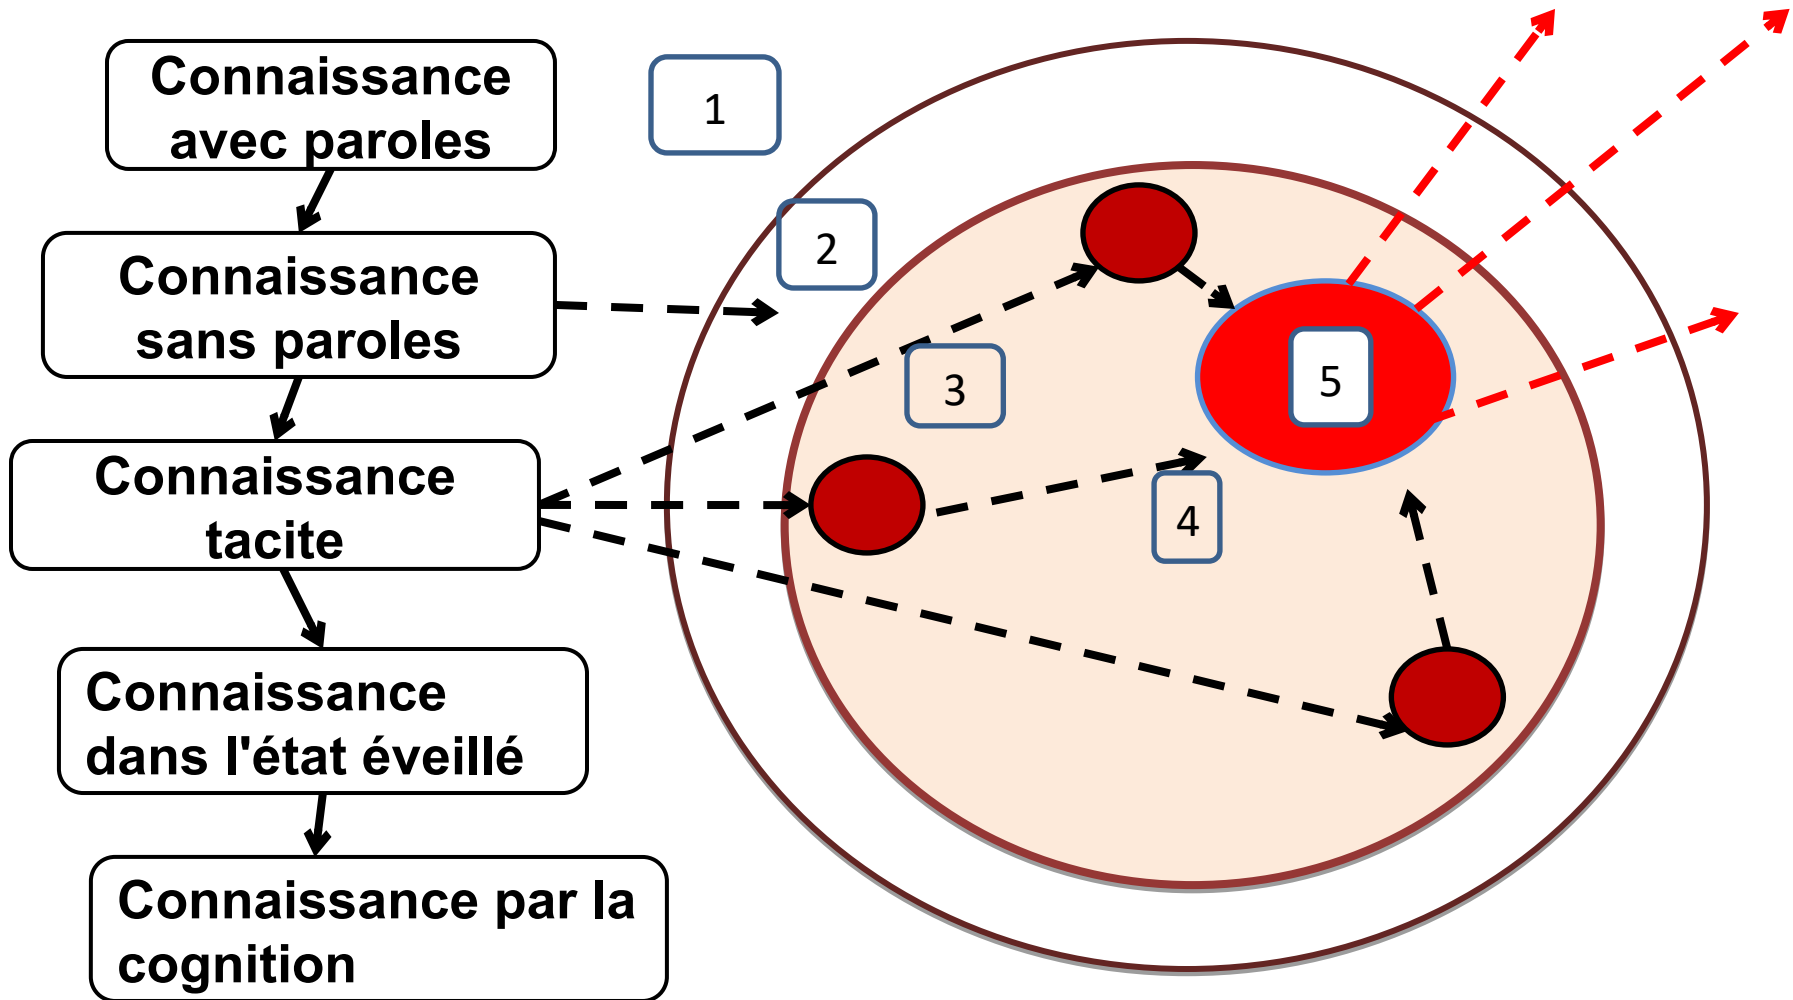 Connaissance
avec paroles
Connaissance
sans paroles
Connaissance
tacite
Connaissance
dans l'état éveillé
Connaissance par la
cognition
1
2
3
4
5